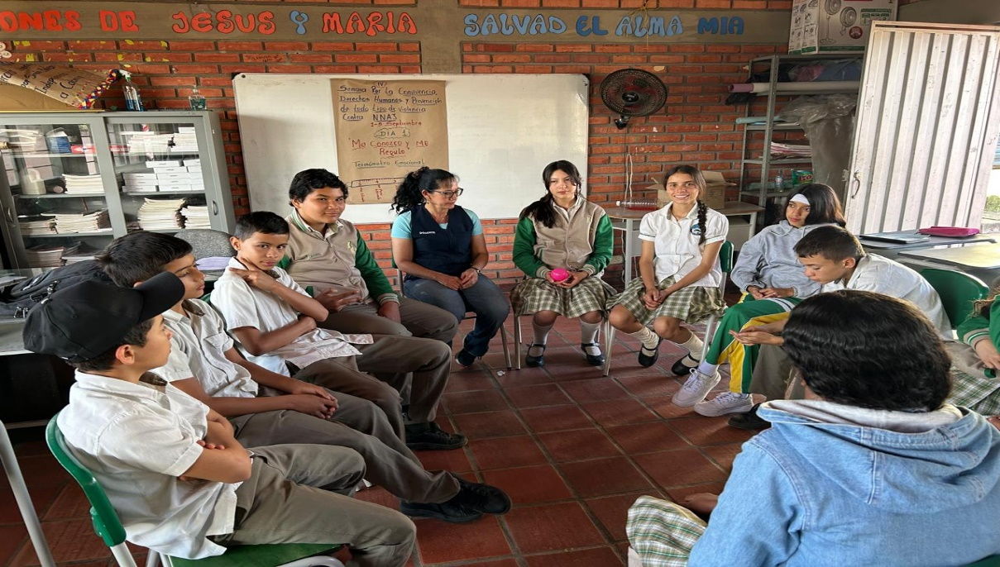 ONES DE JESUS Y MARIA SALVAD EL ALMA MIA
IV
Semana Por La Convivencia,
Derechos Humanos y Prevención
de todo tipo de violencia
Contra NNAJ
2-5 Septiembre
DIA 1
"Me Conozco y ME
Regulo"
Termómetro Emocional